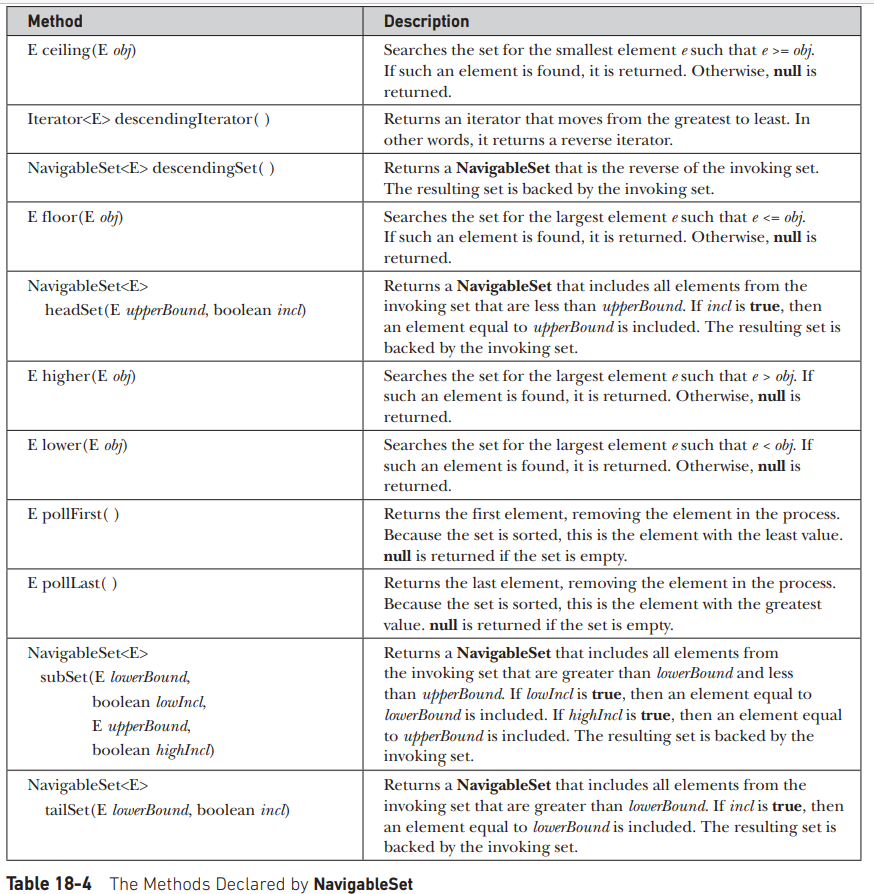 Method Description
E ceiling(E obj) Searches the set for the smallest element e such that e >= obj.
If such an element is found, it is returned. Otherwise, null is
returned.
Iterator<E> descendingIterator( ) Returns an iterator that moves from the greatest to least. In
other words, it returns a reverse iterator.
NavigableSet<E> descendingSet( ) Returns a NavigableSet that is the reverse of the invoking set.
The resulting set is backed by the invoking set.
E floor(E obj) Searches the set for the largest element e such that e <= obj.
If such an element is found, it is returned. Otherwise, null is
returned.
NavigableSet<E> Returns a NavigableSet that includes all elements from the
headSet(E upperBound, boolean incl) invoking set that are less than upperBound. If incl is true, then
an element equal to upperBound is included. The resulting set is
backed by the invoking set.
E higher(E obj) Searches the set for the largest element e such that e > obj. If
such an element is found, it is returned. Otherwise, null is
returned.
E lower(E obj) Searches the set for the largest element e such that e < obj. If
such an element is found, it is returned. Otherwise, null is
returned.
E pollFirst( ) Returns the first element, removing the element in the process.
Because the set is sorted, this is the element with the least value.
null is returned if the set is empty.
E pollLast( ) Returns the last element, removing the element in the process.
Because the set is sorted, this is the element with the greatest
value. null is returned if the set is empty.
NavigableSet<E> Returns a NavigableSet that includes all elements from
subSet(E lowerBound, the invoking set that are greater than lowerBound and less
boolean lowIncl, than upperBound. If lowIncl is true, then an element equal to
E upperBound, lowerBound is included. If highIncl is true, then an element equal
boolean highIncl) to upperBound is included. The resulting set is backed by the
invoking set.
NavigableSet<E> Returns a NavigableSet that includes all elements from the
tailSet(E lowerBound, boolean incl) invoking set that are greater than lowerBound. If incl is true, then
an element equal to lowerBound is included. The resulting set is
backed by the invoking set.
Table 18-4 The Methods Declared by NavigableSet